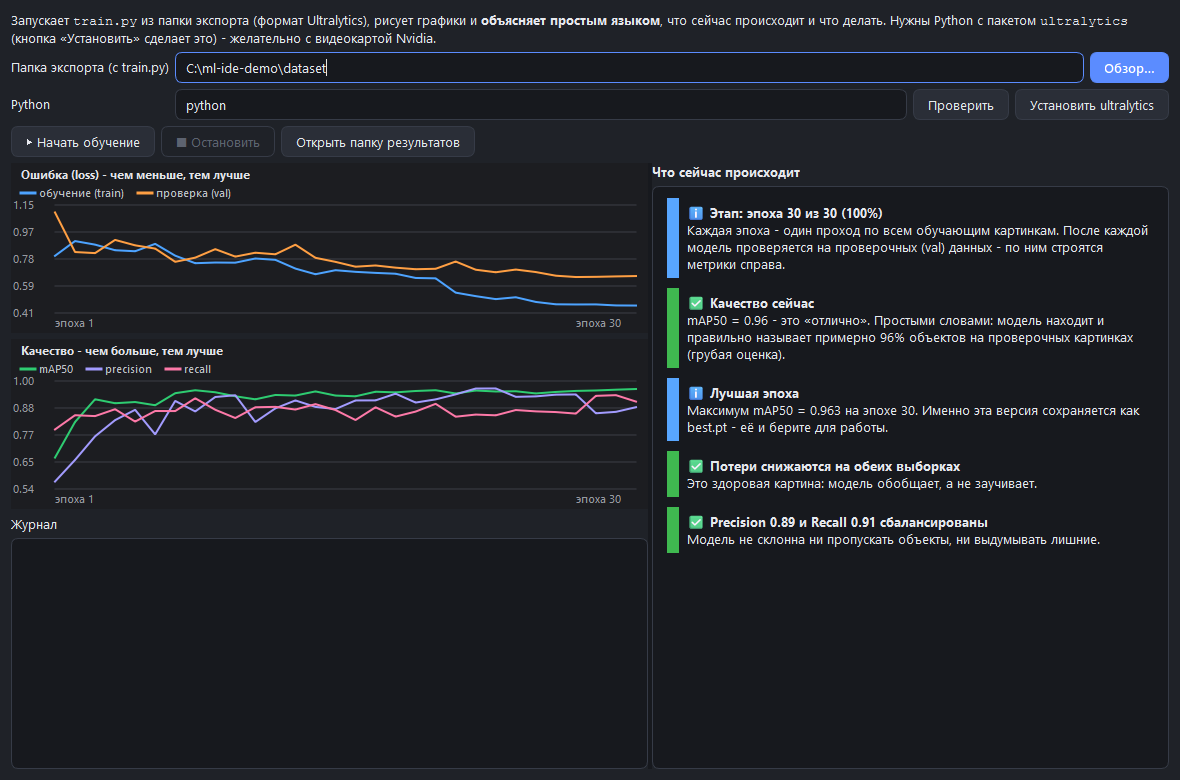 Запускает train.py из папки экспорта (формат Ultralytics), рисует графики и объясняет простым языком, что сейчас происходит и что делать. Нужны Python с пакетом ultralytics
(кнопка «Установить» сделает это) - желательно с видеокартой Nvidia.
Папка экспорта (с train.py)
C:\ml-ide-demo\dataset
Обзор...
Python
python
Проверить
Установить ultralytics
Начать обучение
Остановить
Открыть папку результатов
Ошибка (loss) - чем меньше, тем лучше
обучение (train) проверка (val)
1.15
0.97
0.78
0.59
0.41
эпоха 1 эпоха 30
Качество - чем больше, тем лучше
mAP50 precision recall
1.00
0.88
0.77
0.65
0.54
эпоха 1 эпоха 30
Журнал
Что сейчас происходит
Этап: эпоха 30 из 30 (100%)
Каждая эпоха - один проход по всем обучающим картинкам. После каждой
модель проверяется на проверочных (val) данных - по ним строятся
метрики справа.
Качество сейчас
mAP50 = 0.96 - это «отлично». Простыми словами: модель находит и
правильно называет примерно 96% объектов на проверочных картинках
(грубая оценка).
Лучшая эпоха
Максимум mAP50 = 0.963 на эпохе 30. Именно эта версия сохраняется как
best.pt - её и берите для работы.
Потери снижаются на обеих выборках
Это здоровая картина: модель обобщает, а не заучивает.
Precision 0.89 и Recall 0.91 сбалансированы
Модель не склонна ни пропускать объекты, ни выдумывать лишние.